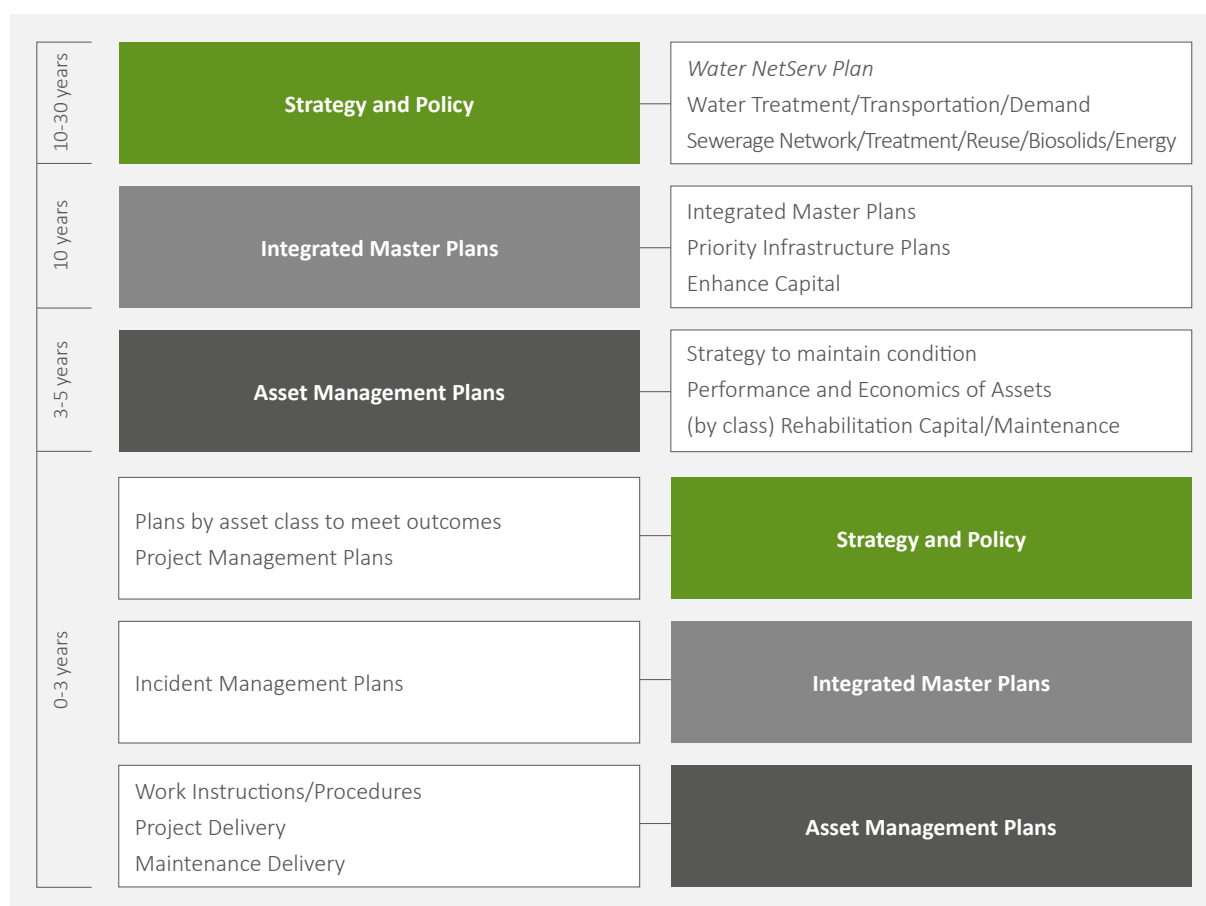 10-30 years
Strategy and Policy
Water NetServ Plan
Water Treatment/Transportation/Demand
Sewerage Network/Treatment/Reuse/Biosolids/Energy
10 years
Integrated Master Plans
Integrated Master Plans
Priority Infrastructure Plans
Enhance Capital
3-5 years
Asset Management Plans
Strategy to maintain condition
Performance and Economics of Assets
(by class) Rehabilitation Capital/Maintenance
0-3 years
Plans by asset class to meet outcomes
Project Management Plans
Strategy and Policy
Incident Management Plans
Integrated Master Plans
Work Instructions/Procedures
Project Delivery
Maintenance Delivery
Asset Management Plans